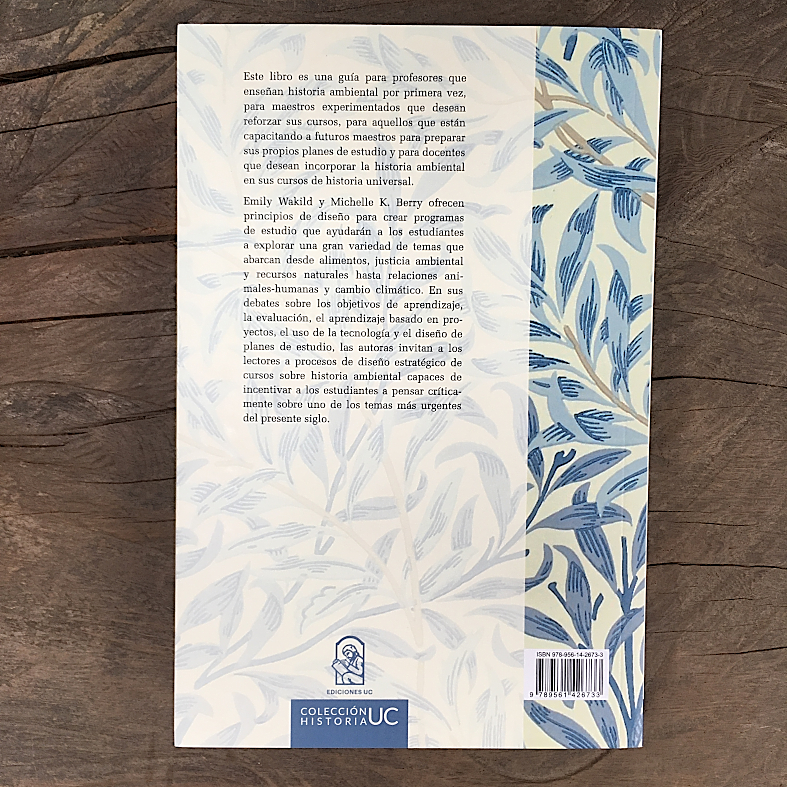 Este libro es una guía para profesores que
enseñan historia ambiental por primera vez,
para maestros experimentados que desean
reforzar sus cursos, para aquellos que están
capacitando a futuros maestros para preparar
sus propios planes de estudio y para docentes
que desean incorporar la historia ambiental
en sus cursos de historia universal.
Emily Wakild y Michelle K. Berry ofrecen
principios de diseño para crear programas
de estudio que ayudarán a los estudiantes
a explorar una gran variedad de temas que
abarcan desde alimentos, justicia ambiental
y recursos naturales hasta relaciones ani-
males-humanas y cambio climático. En sus
debates sobre los objetivos de aprendizaje,
la evaluación, el aprendizaje basado en pro-
yectos, el uso de la tecnología y el diseño de
planes de estudio, las autoras invitan a los
lectores a procesos de diseño estratégico de
cursos sobre historia ambiental capaces de
incentivar a los estudiantes a pensar crítica-
mente sobre uno de los temas más urgentes
del presente siglo.
EDICIONES UC
COLECCIÓN
HISTORIA UC
ISBN 978-956-14-2673-3
9 789561 426733